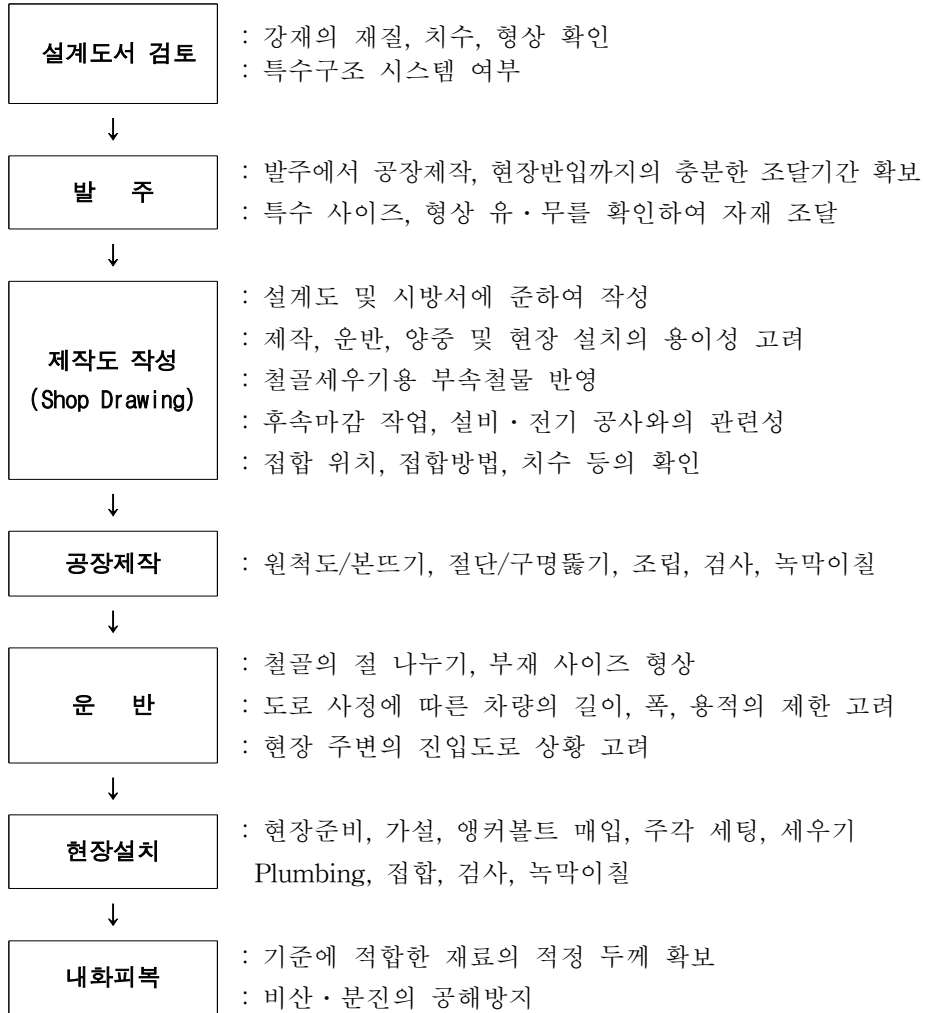 설계도서 검토
: 강재의 재질, 치수, 형상 확인
: 특수구조 시스템 여부
↓
발 주
: 발주에서 공장제작, 현장반입까지의 충분한 조달기간 확보
: 특수 사이즈, 형상 유・무를 확인하여 자재 조달
↓
제작도 작성
(Shop Drawing)
: 설계도 및 시방서에 준하여 작성
: 제작, 운반, 양중 및 현장 설치의 용이성 고려
: 철골세우기용 부속철물 반영
: 후속마감 작업, 설비・전기 공사와의 관련성
: 접합 위치, 접합방법, 치수 등의 확인
↓
공장제작
: 원척도/본뜨기, 절단/구명뚫기, 조립, 검사, 녹막이칠
↓
운 반
: 철골의 절 나누기, 부재 사이즈 형상
: 도로 사정에 따른 차량의 길이, 폭, 용적의 제한 고려
: 현장 주변의 진입도로 상황 고려
↓
현장설치
: 현장준비, 가설, 앵커볼트 매입, 주각 세팅, 세우기
Plumbing, 접합, 검사, 녹막이칠
↓
내화피복
: 기준에 적합한 재료의 적정 두께 확보
: 비산・분진의 공해방지